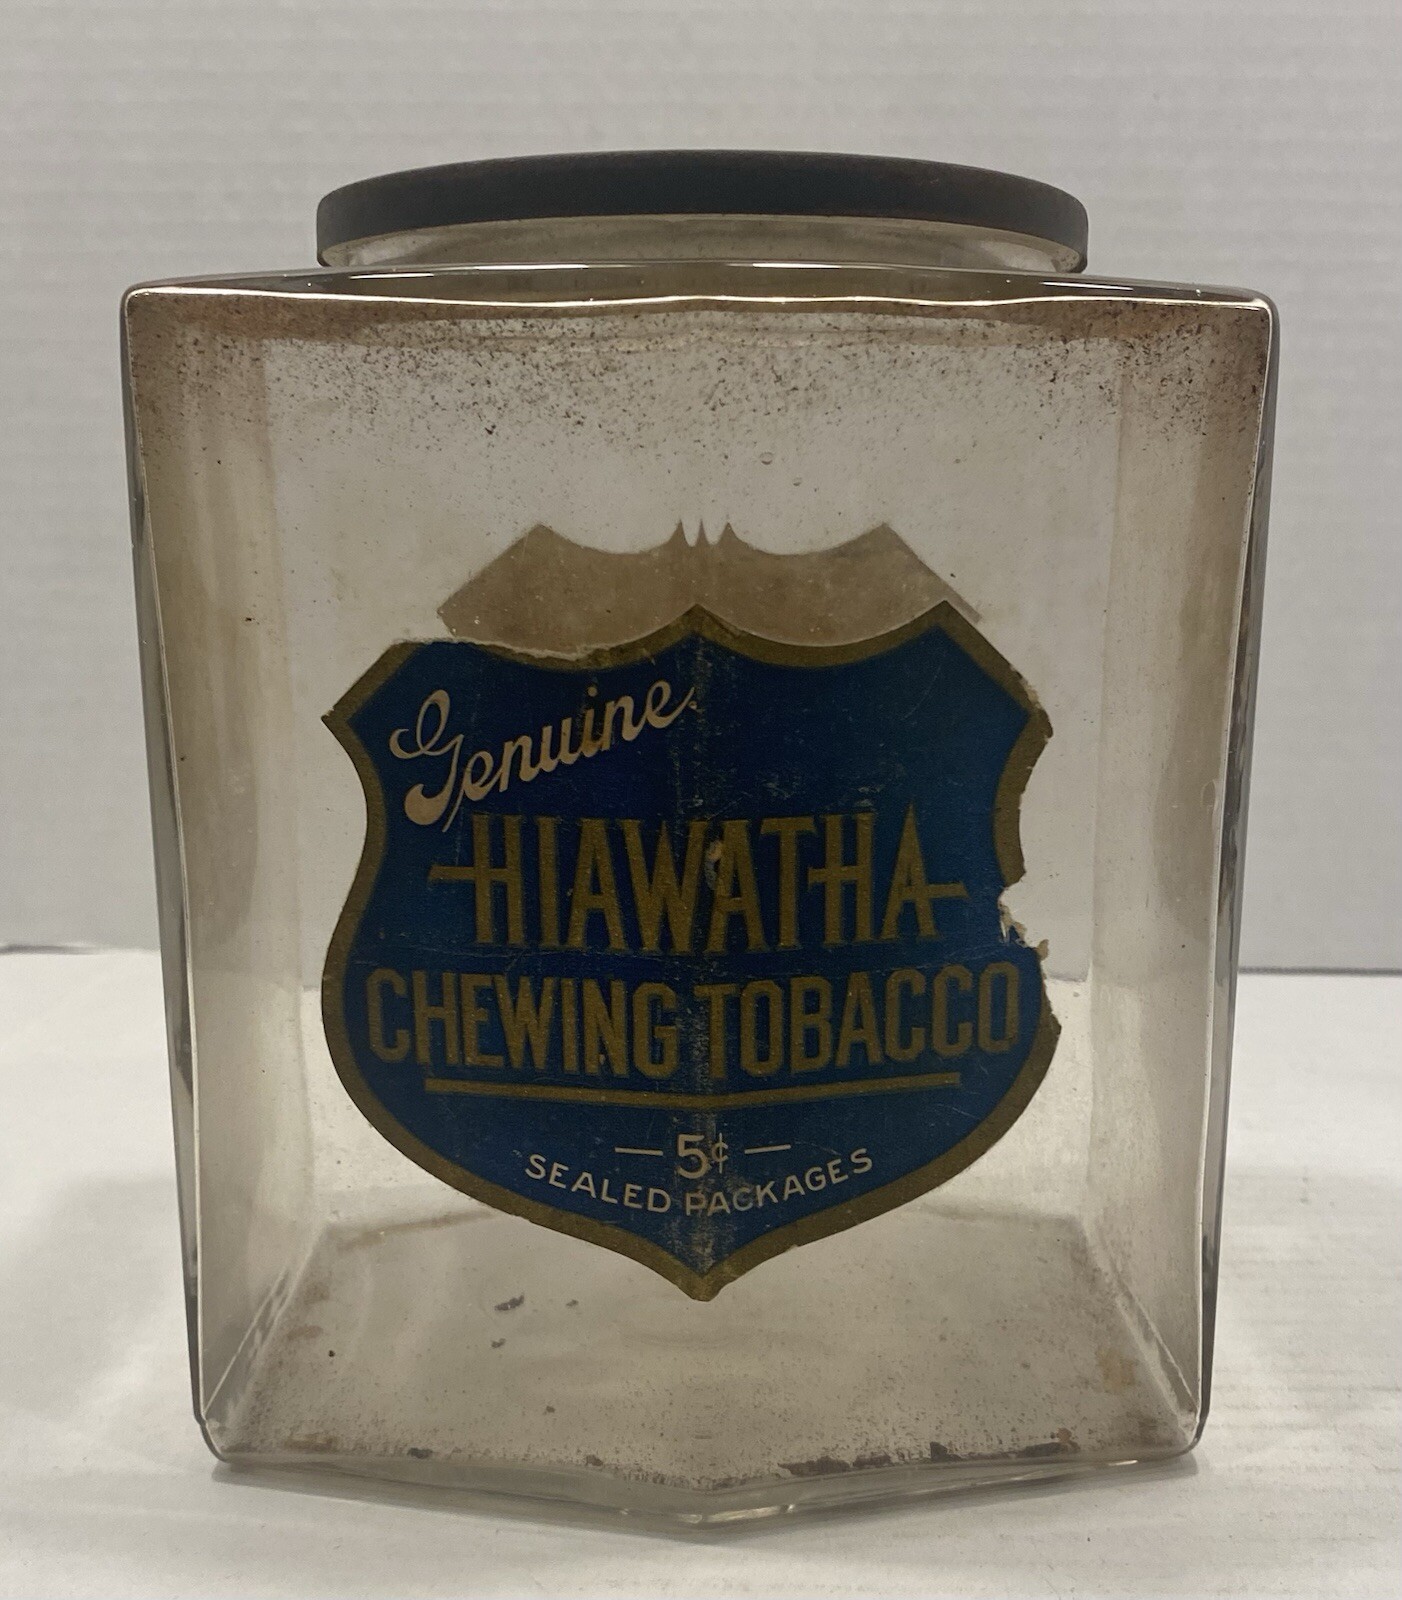 Genuine
HIAWATHA
CHEWING TOBACCO
— 5¢ —
SEALED PACKAGES